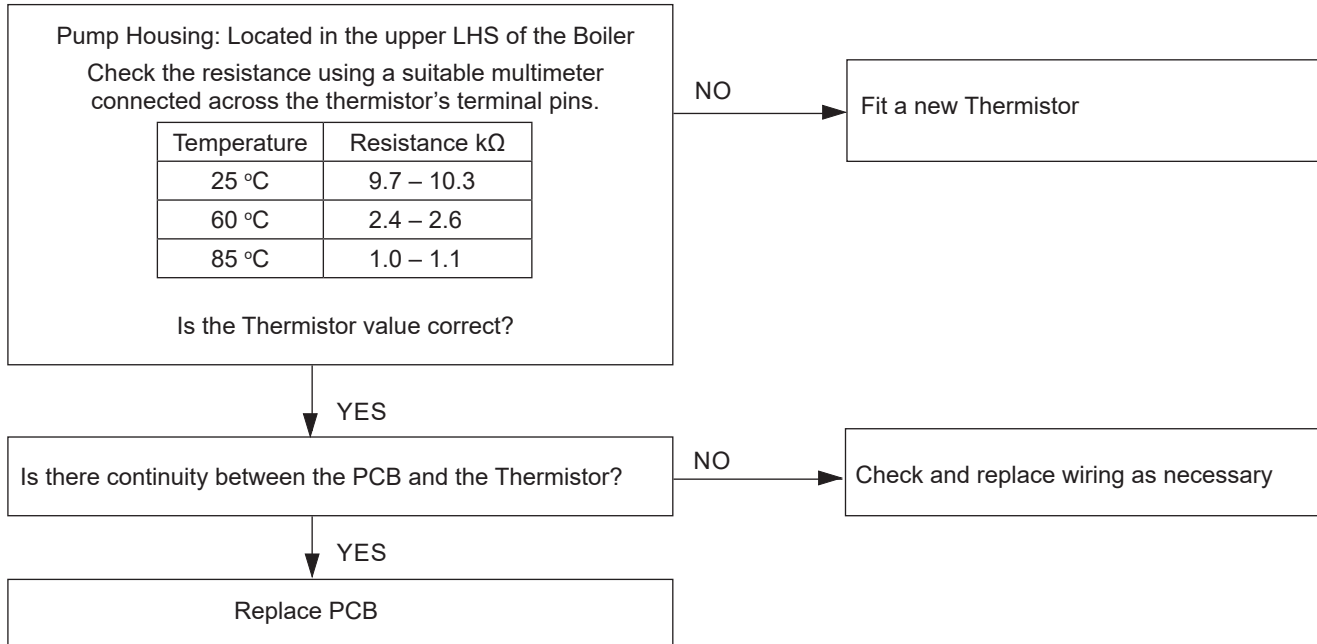 Pump Housing: Located in the upper LHS of the Boiler
Check the resistance using a suitable multimeter
connected across the thermistor’s terminal pins.
Temperature Resistance kΩ
25 °C 9.7 – 10.3
60 °C 2.4 – 2.6
85 °C 1.0 – 1.1
Is the Thermistor value correct?
NO
Fit a new Thermistor
YES
Is there continuity between the PCB and the Thermistor?
NO
Check and replace wiring as necessary
YES
Replace PCB